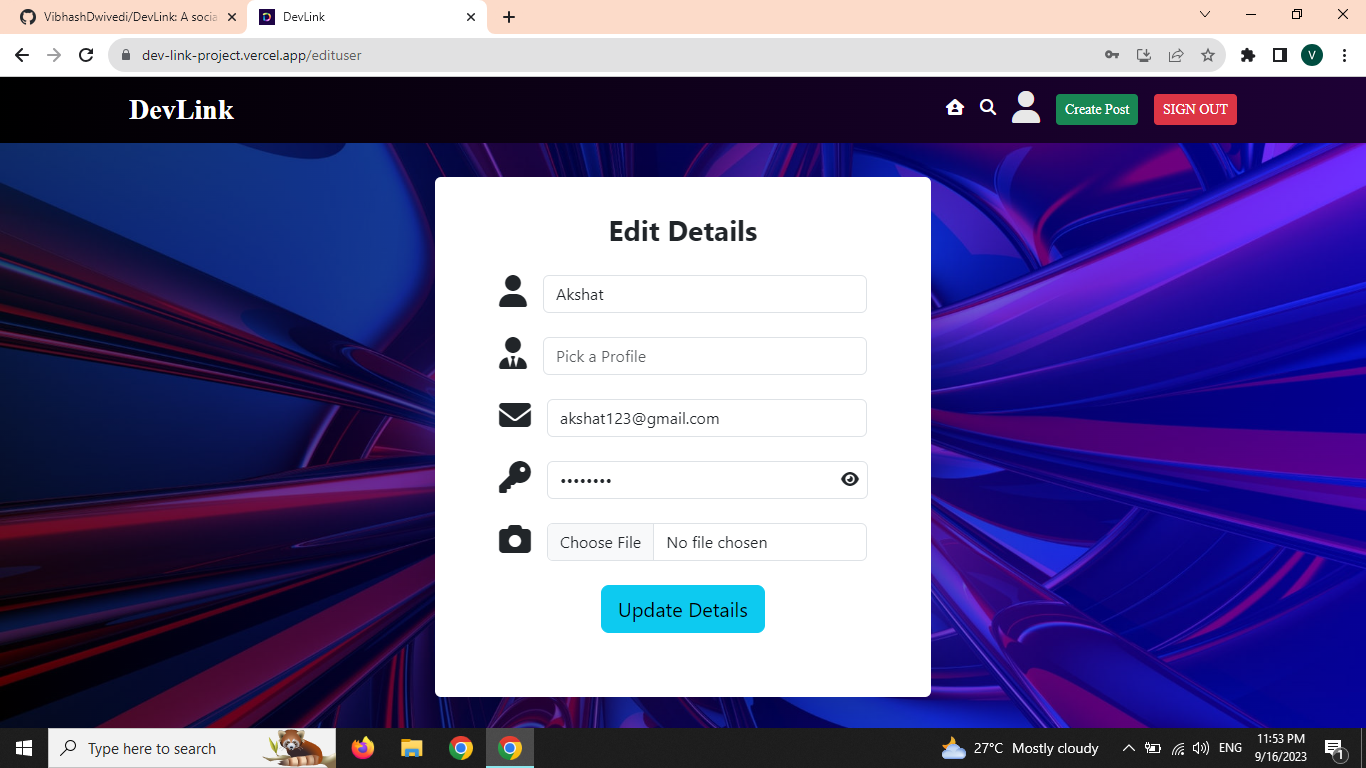 VibhashDwivedi/DevLink: A socia
DevLink
dev-link-project.vercel.app/edituser
V
DevLink
Create Post
SIGN OUT
Edit Details
Akshat
Pick a Profile
akshat123@gmail.com
••••••••
Choose File No file chosen
Update Details
Type here to search
27°C Mostly cloudy
ENG
11:53 PM
9/16/2023
1